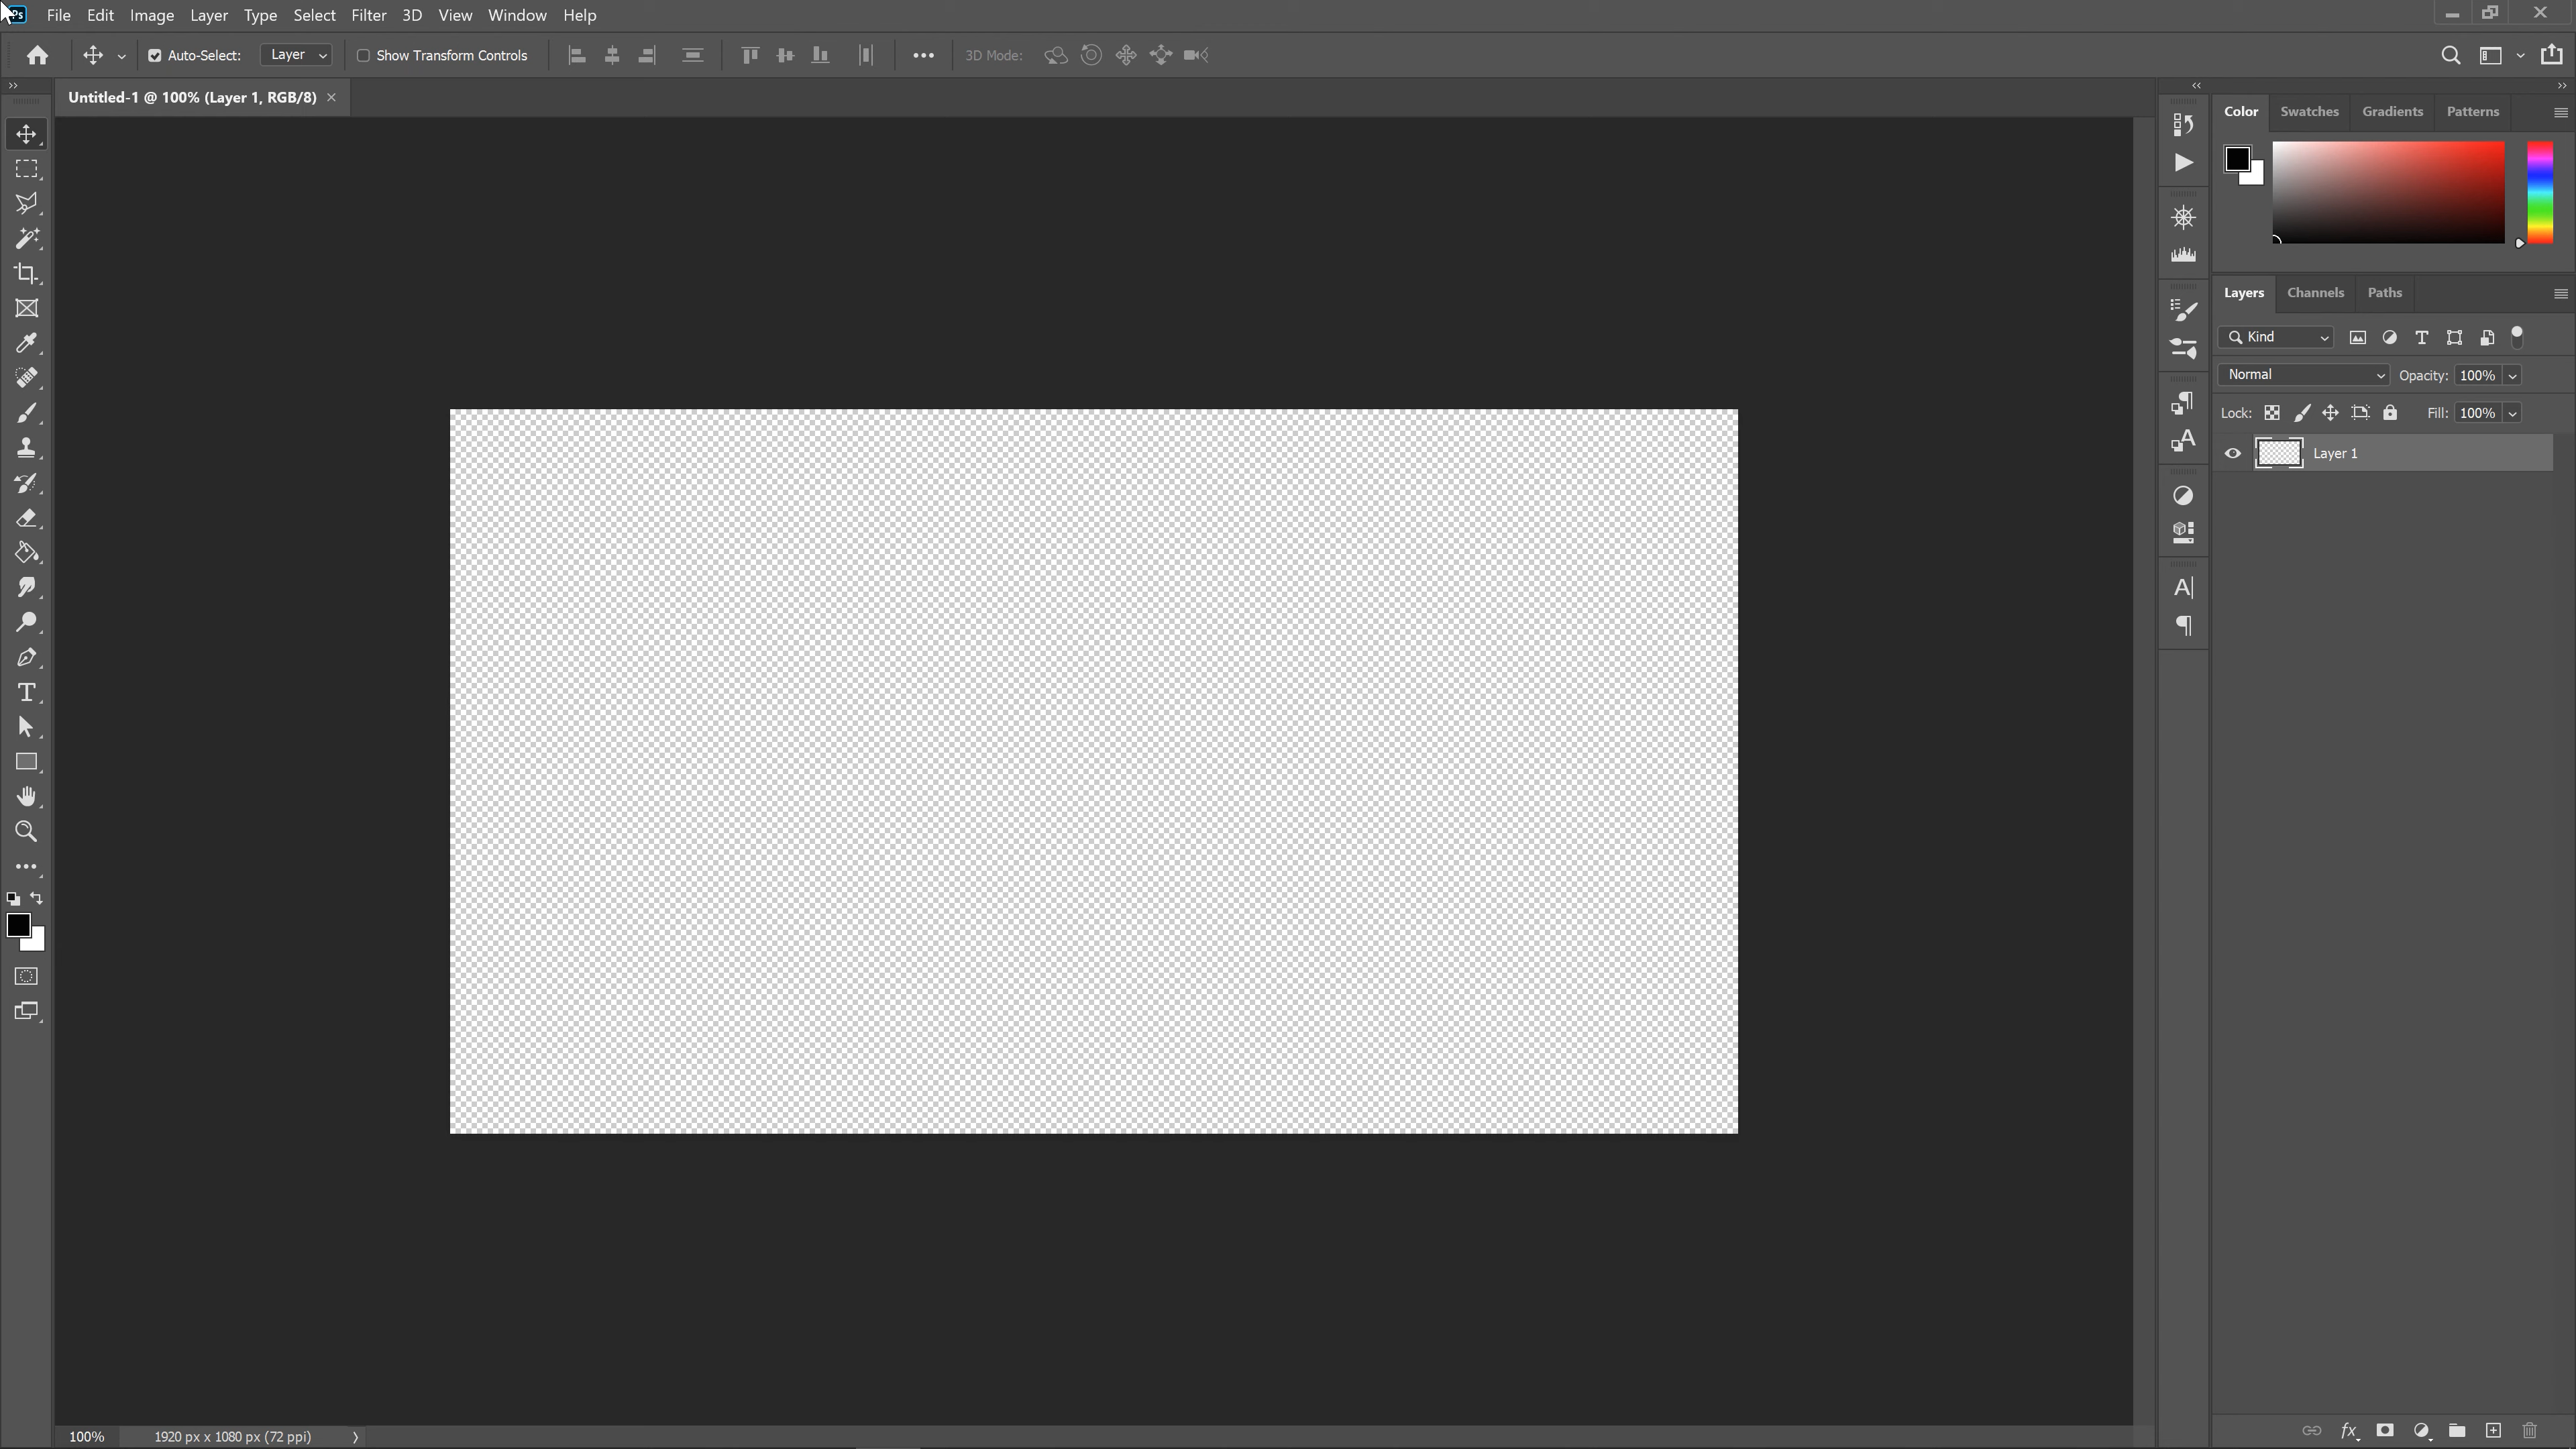 Ps File Edit Image Layer Type Select Filter 3D View Window Help
Auto-Select: Layer Show Transform Controls 3D Mode:
Untitled-1 @ 100% (Layer 1, RGB/8)
Color Swatches Gradients Patterns
Layers Channels Paths
Kind
Normal Opacity: 100%
Lock: Fill: 100%
Layer 1
100% 1920 px x 1080 px (72 ppi)
fx